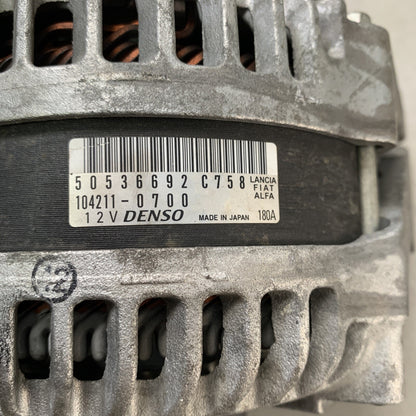 50536692 C758
LANCIA
FIAT
ALFA
104211-0700
12V DENSO MADE IN JAPAN 180A